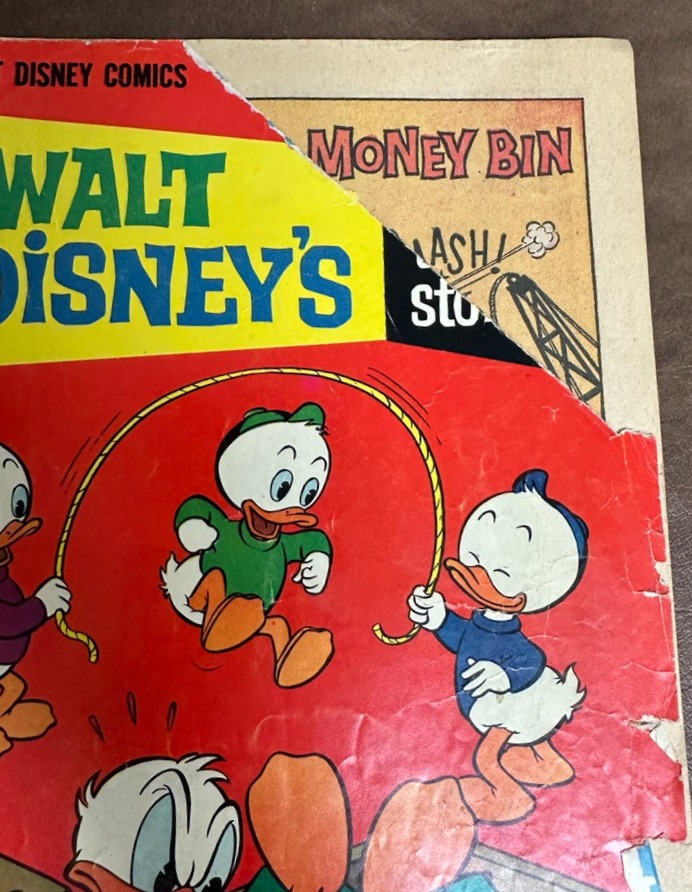 DISNEY COMICS
MONEY BIN
WALT
DISNEY'S
ASH!
sto